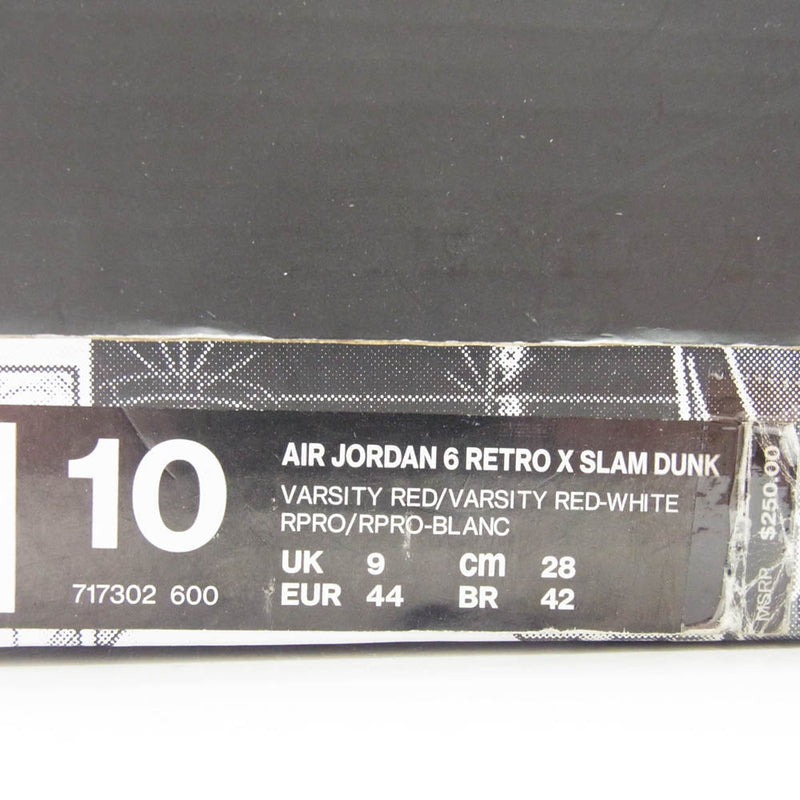 10
717302 600
AIR JORDAN 6 RETRO X SLAM DUNK
VARSITY RED/VARSITY RED-WHITE
RPRO/RPRO-BLANC
UK 9 cm 28
EUR 44 BR 42
MSRP $250.00